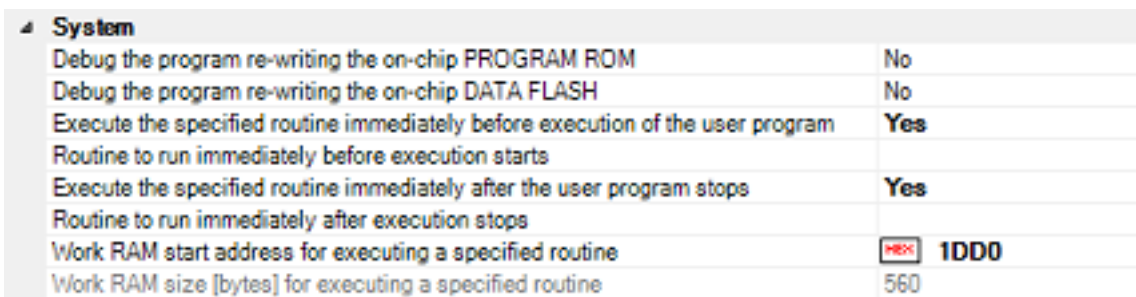 System
Debug the program re-writing the on-chip PROGRAM ROM No
Debug the program re-writing the on-chip DATA FLASH No
Execute the specified routine immediately before execution of the user program Yes
Routine to run immediately before execution starts
Execute the specified routine immediately after the user program stops Yes
Routine to run immediately after execution stops
Work RAM start address for executing a specified routine HEX 1DD0
Work RAM size [bytes] for executing a specified routine 560